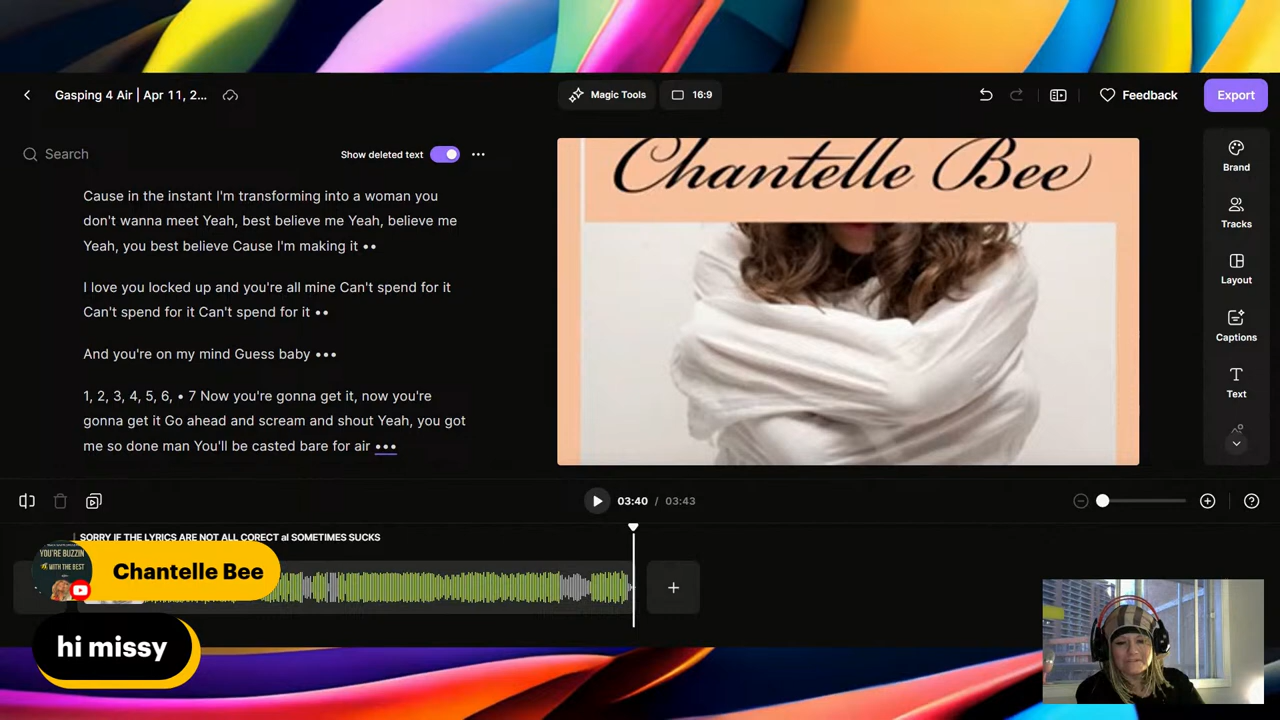 Gasping 4 Air | Apr 11, 2...
Magic Tools
16:9
Feedback
Export
Search
Show deleted text
Cause in the instant I'm transforming into a woman you
don't wanna meet Yeah, best believe me Yeah, believe me
Yeah, you best believe Cause I'm making it ••
I love you locked up and you're all mine Can't spend for it
Can't spend for it Can't spend for it ••
And you're on my mind Guess baby •••
1, 2, 3, 4, 5, 6, • 7 Now you're gonna get it, now you're
gonna get it Go ahead and scream and shout Yeah, you got
me so done man You'll be casted bare for air •••
Chantelle Bee
Brand
Tracks
Layout
Captions
Text
03:40 / 03:43
SORRY IF THE LYRICS ARE NOT ALL CORECT aI SOMETIMES SUCKS
YOU'RE BUZZIN
WITH THE BEST
Chantelle Bee
hi missy